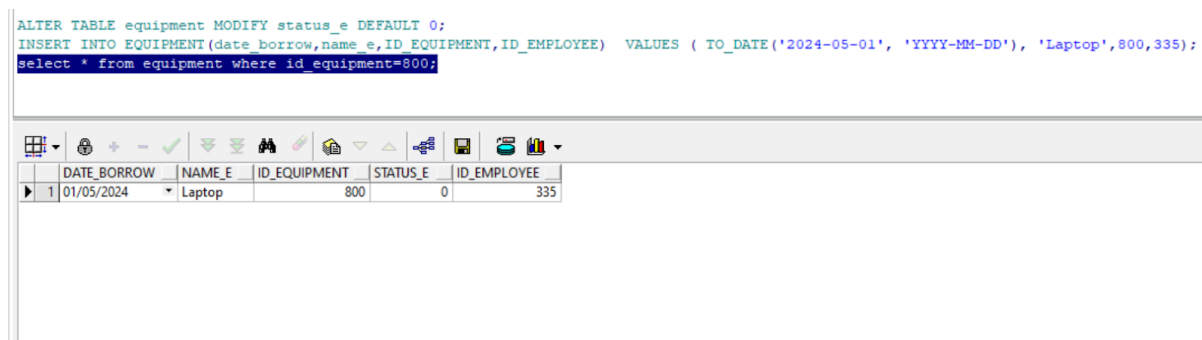 ALTER TABLE equipment MODIFY status_e DEFAULT 0;
INSERT INTO EQUIPMENT(date_borrow,name_e,ID_EQUIPMENT,ID_EMPLOYEE)  VALUES ( TO_DATE('2024-05-01', 'YYYY-MM-DD'), 'Laptop',800,335);
select * from equipment where id_equipment=800;
DATE_BORROW NAME_E ID_EQUIPMENT STATUS_E ID_EMPLOYEE
1 01/05/2024 Laptop 800 0 335